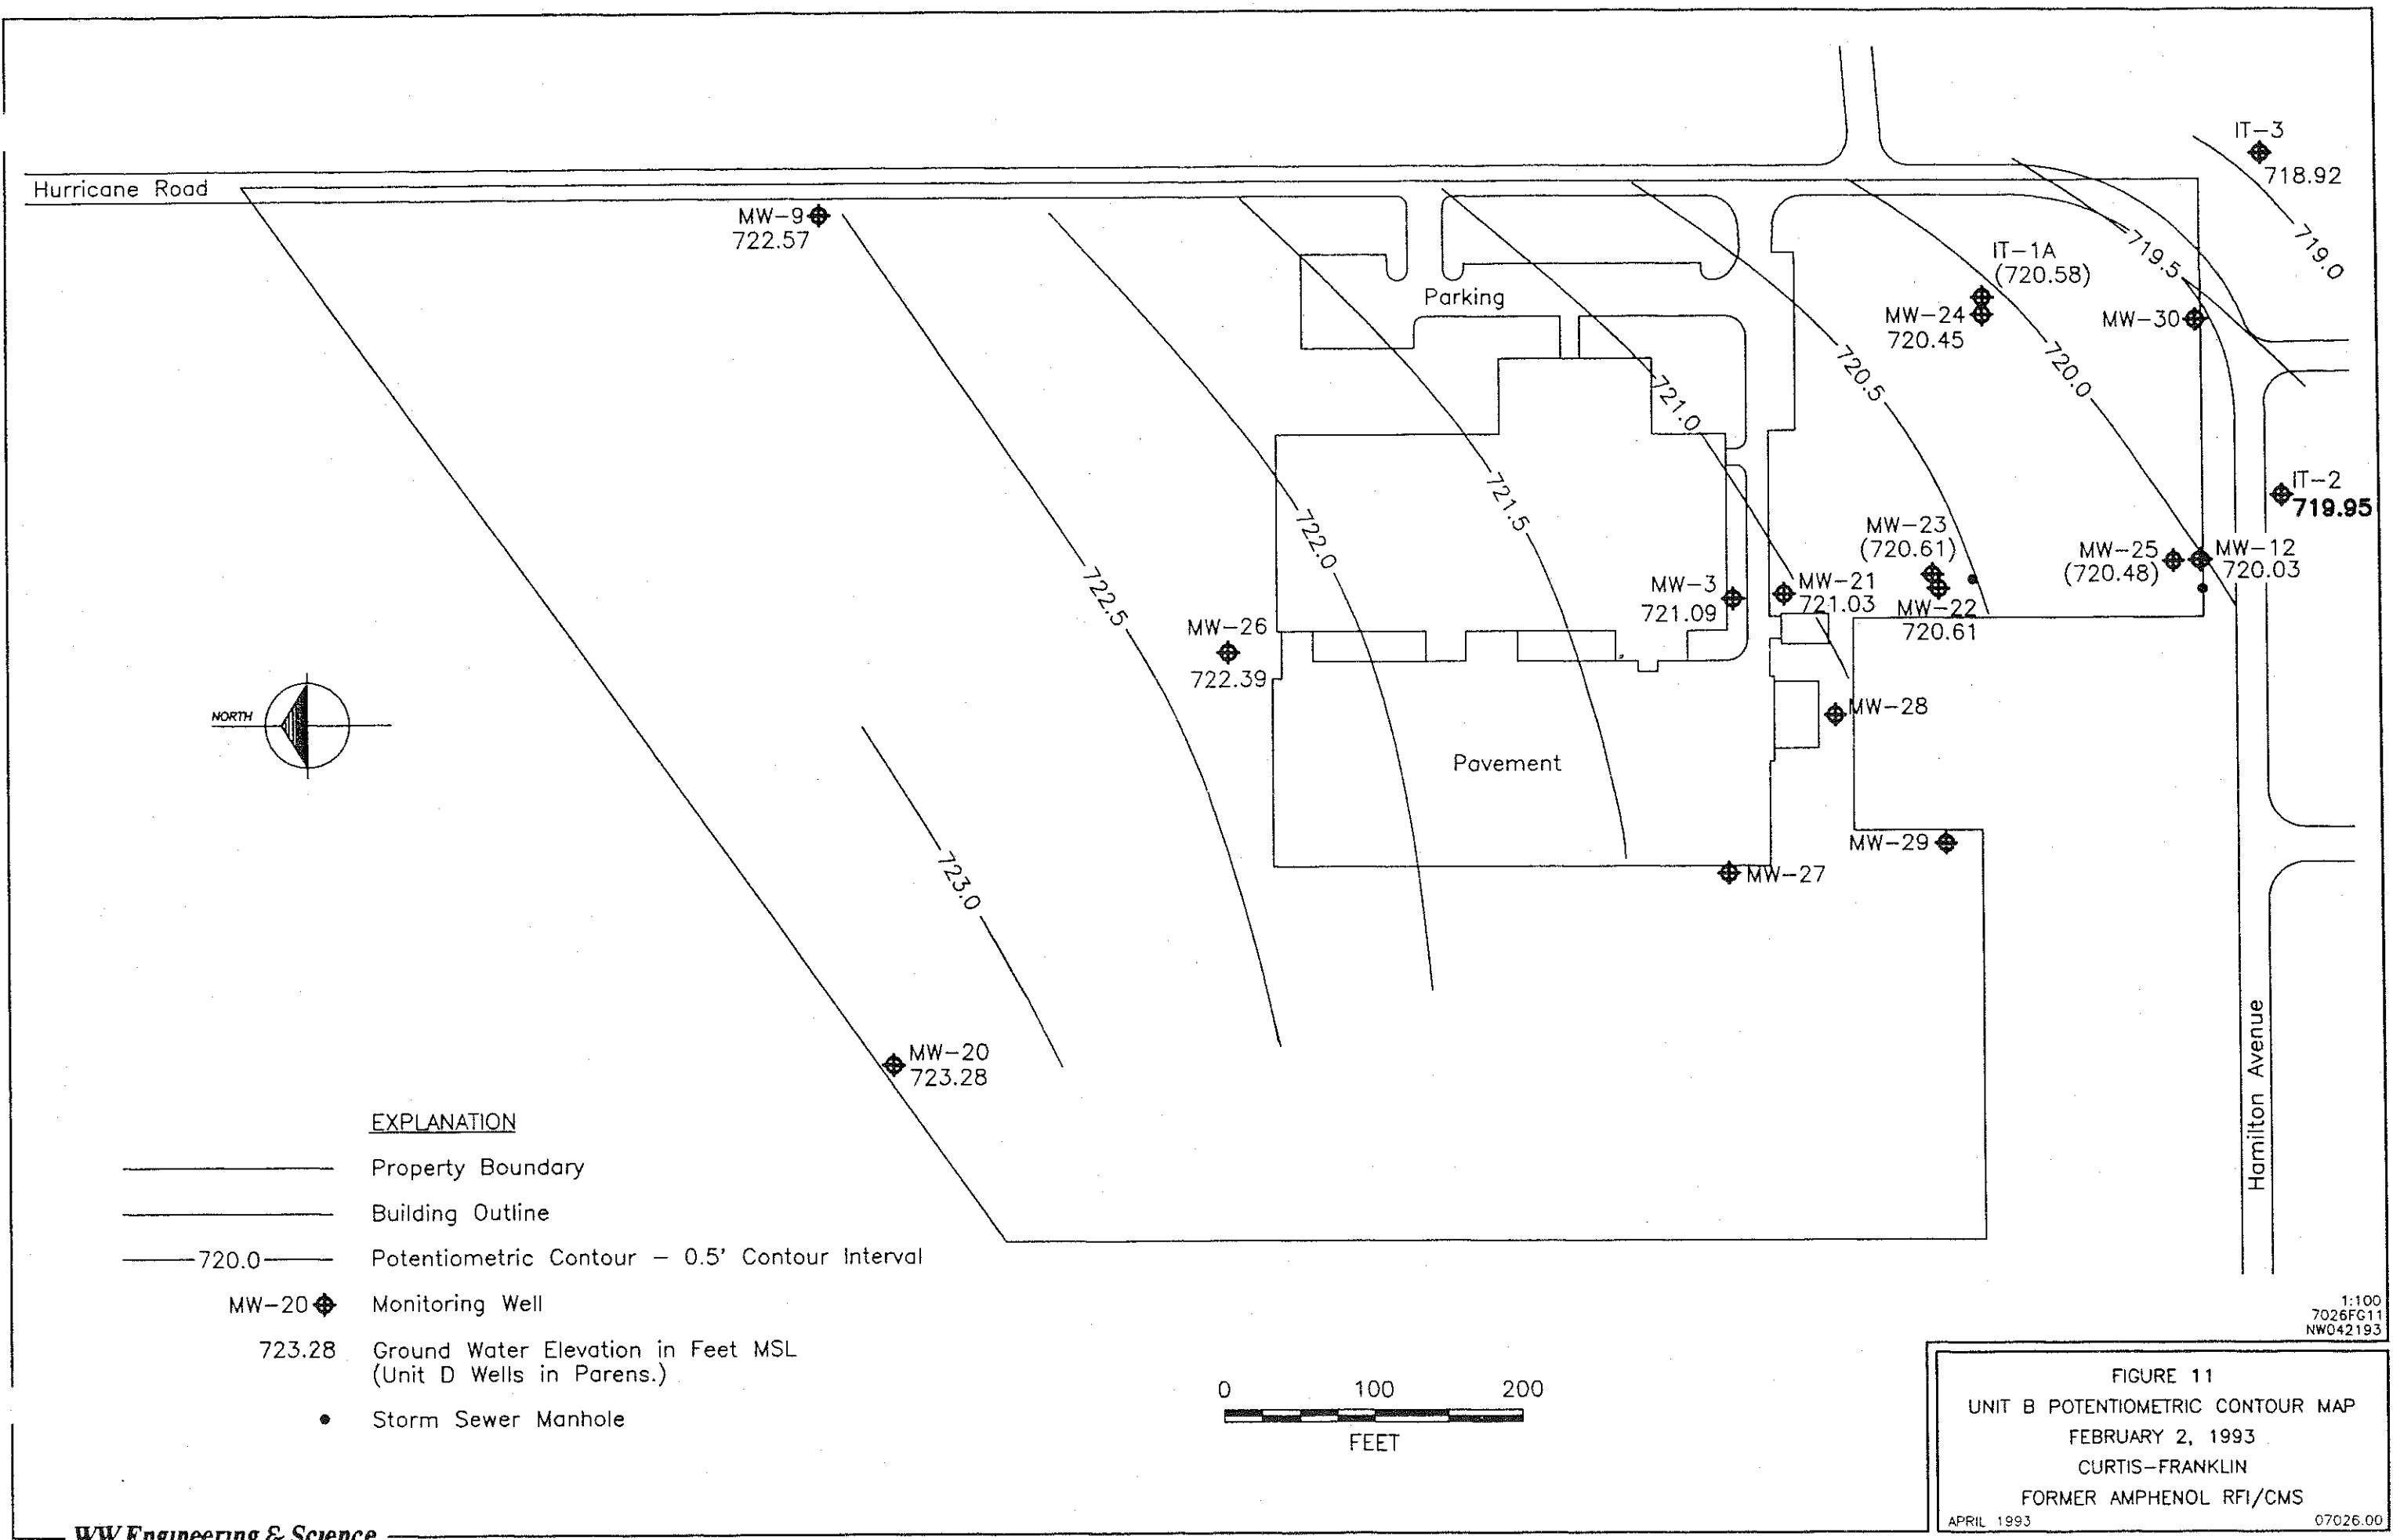 Hurricane Road
MW-9
722.57
IT-3
718.92
719.0
719.5
IT-1A
(720.58)
MW-24
720.45
MW-30
Parking
720.5
720.0
721.0
721.5
722.0
722.5
723.0
IT-2
719.95
MW-23
(720.61)
MW-22
720.61
MW-25
(720.48)
MW-12
720.03
MW-3
721.09
MW-21
721.03
MW-26
722.39
MW-28
NORTH
Pavement
MW-29
MW-27
MW-20
723.28
Hamilton Avenue
EXPLANATION
Property Boundary
Building Outline
720.0 Potentiometric Contour - 0.5' Contour Interval
MW-20 Monitoring Well
723.28 Ground Water Elevation in Feet MSL
(Unit D Wells in Parens.)
Storm Sewer Manhole
0 100 200
FEET
1:100
7026FG11
NW042193
FIGURE 11
UNIT B POTENTIOMETRIC CONTOUR MAP
FEBRUARY 2, 1993
CURTIS-FRANKLIN
FORMER AMPHENOL RFI/CMS
APRIL 1993 07026.00
WW Engineering & Science